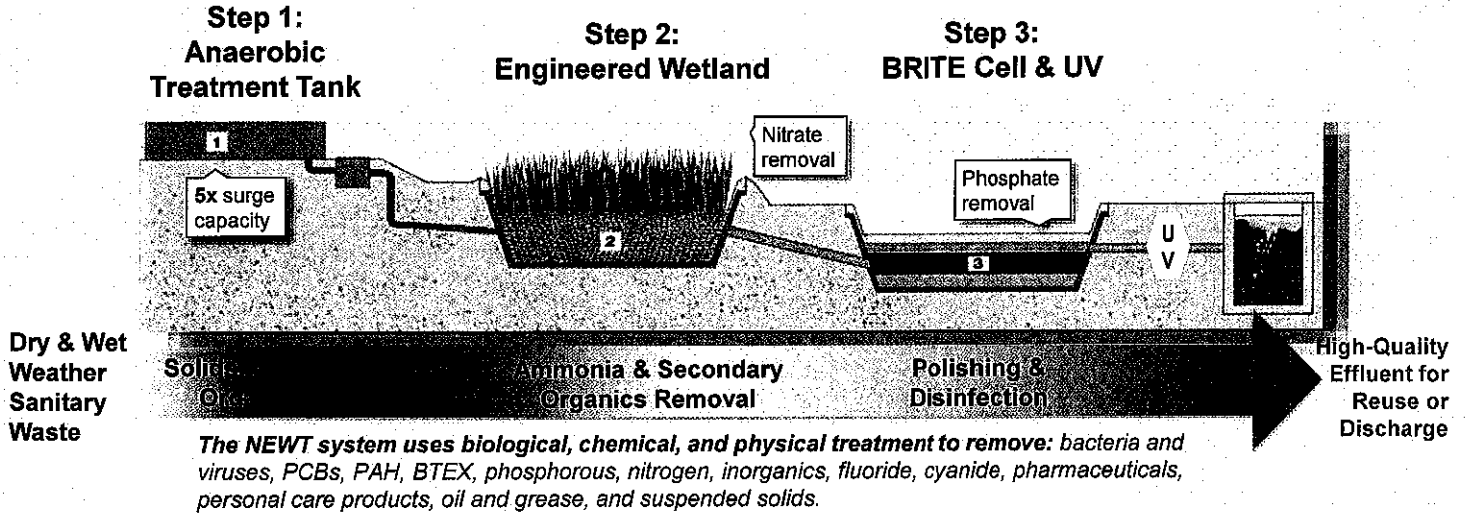 Step 1:
Anaerobic
Treatment Tank
Step 2:
Engineered Wetland
Step 3:
BRITE Cell & UV
1
5x surge
capacity
2
Nitrate
removal
Phosphate
removal
3
U
V
Dry & Wet
Weather
Sanitary
Waste
Ammonia & Secondary
Organics Removal
Polishing &
Disinfection
High-Quality
Effluent for
Reuse or
Discharge
The NEWT system uses biological, chemical, and physical treatment to remove: bacteria and
viruses, PCBs, PAH, BTEX, phosphorous, nitrogen, inorganics, fluoride, cyanide, pharmaceuticals,
personal care products, oil and grease, and suspended solids.